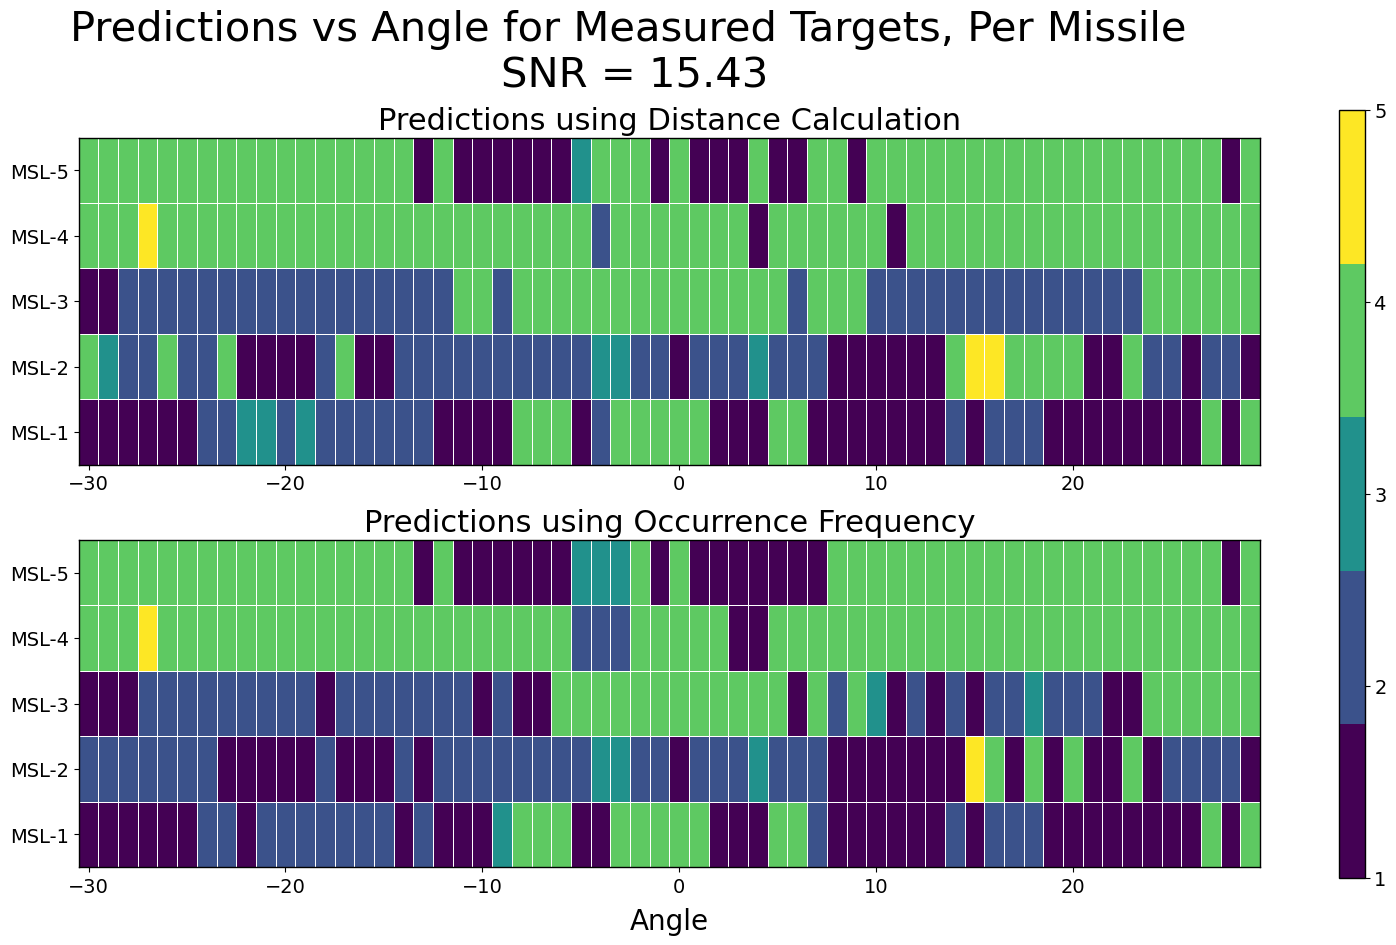 Predictions vs Angle for Measured Targets, Per Missile
SNR = 15.43
Predictions using Distance Calculation
MSL-5
MSL-4
MSL-3
MSL-2
MSL-1
−30 −20 −10 0 10 20
Predictions using Occurrence Frequency
MSL-5
MSL-4
MSL-3
MSL-2
MSL-1
−30 −20 −10 0 10 20
Angle
5
4
3
2
1